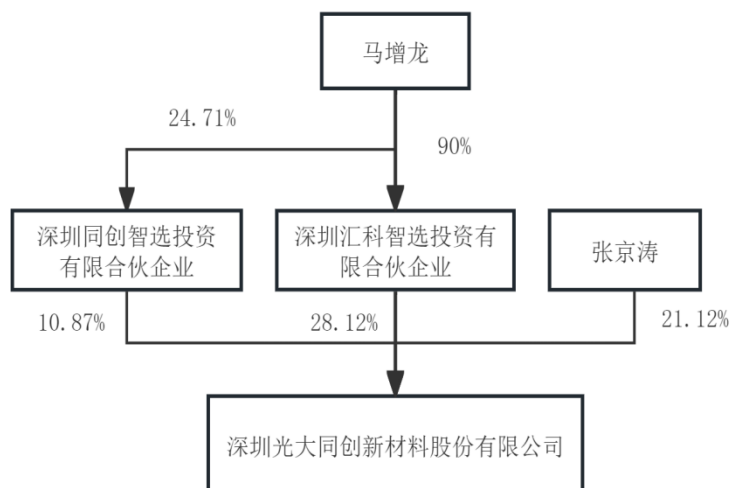 马增龙
24.71%
90%
深圳同创智选投资
有限合伙企业
深圳汇科智选投资有
限合伙企业
张京涛
10.87%
28.12%
21.12%
深圳光大同创新材料股份有限公司